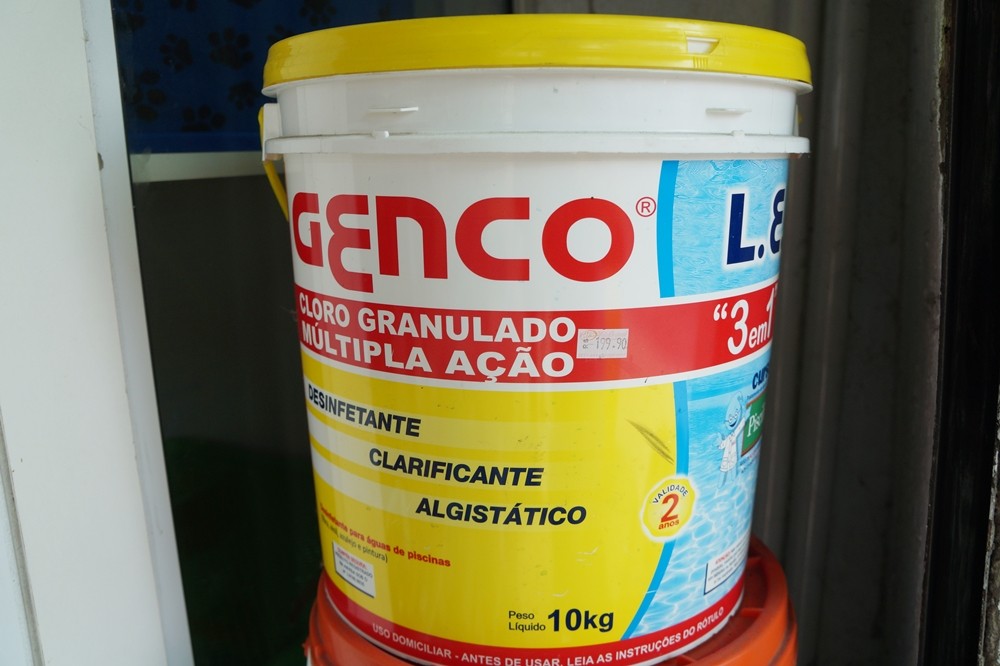 GENCO®
L.E
CLORO GRANULADO
MÚLTIPLA AÇÃO
R$ 199.90
"3 em 1"
DESINFETANTE
CLARIFICANTE
ALGISTÁTICO
VALIDADE
2
anos
para águas de piscinas
e pintura)
Peso
Líquido 10kg
USO DOMICILIAR - ANTES DE USAR, LEIA AS INSTRUÇÕES DO RÓTULO